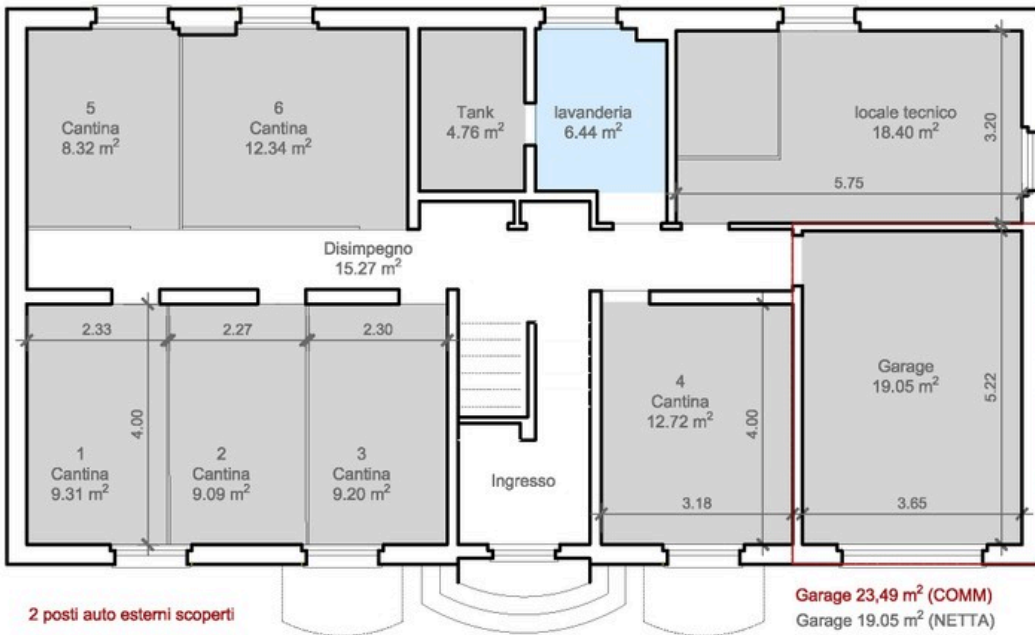 5
Cantina
8.32 m²
6
Cantina
12.34 m²
Tank
4.76 m²
lavanderia
6.44 m²
locale tecnico
18.40 m²
3.20
5.75
Disimpegno
15.27 m²
2.33
2.27
2.30
4.00
1
Cantina
9.31 m²
2
Cantina
9.09 m²
3
Cantina
9.20 m²
Ingresso
4
Cantina
12.72 m²
4.00
3.18
Garage
19.05 m²
5.22
3.65
2 posti auto esterni scoperti
Garage 23,49 m² (COMM)
Garage 19.05 m² (NETTA)